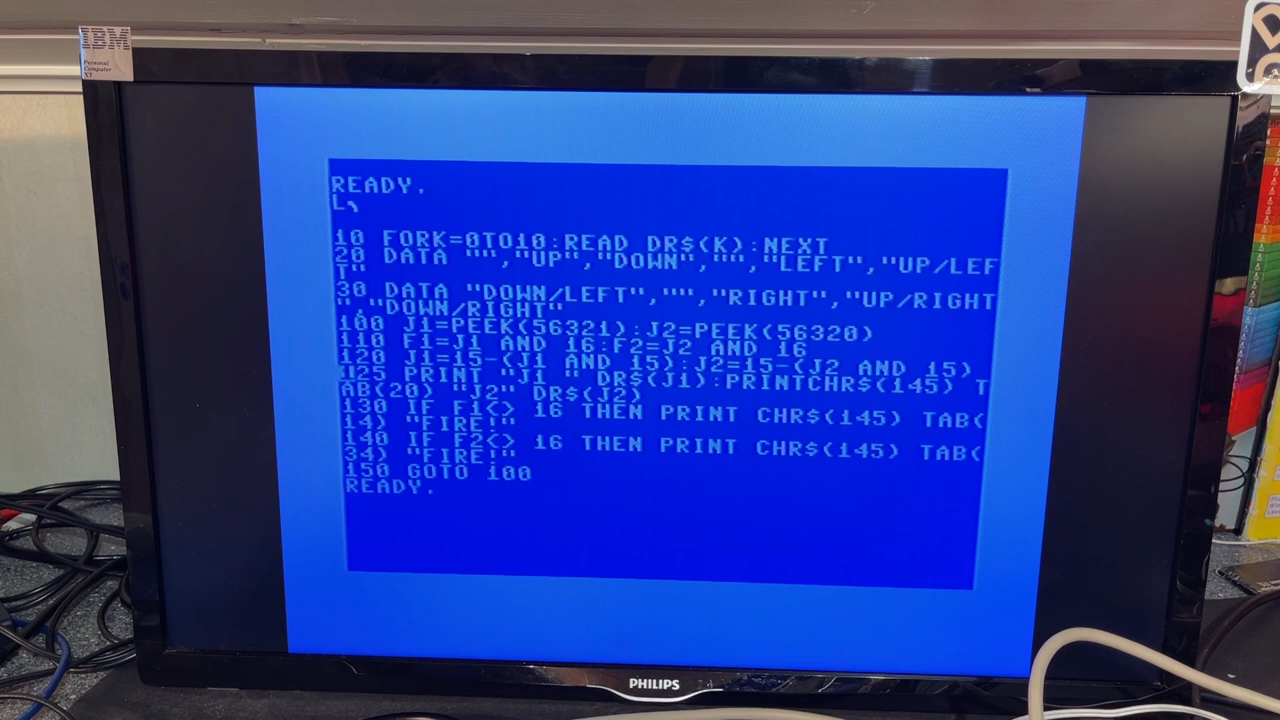 IBM
Personal
Computer
XT
READY.
10 FORK=0TO10:READ DR$(K):NEXT
20 DATA "","UP","DOWN","","LEFT","UP/LEF
T"
30 DATA "DOWN/LEFT","","RIGHT","UP/RIGHT
","DOWN/RIGHT"
100 J1=PEEK(56321):J2=PEEK(56320)
110 F1=J1 AND 16:F2=J2 AND 16
120 J1=15-(J1 AND 15):J2=15-(J2 AND 15)
125 PRINT "J1 " DR$(J1):PRINTCHR$(145) T
AB(20) "J2" DR$(J2)
130 IF F1<> 16 THEN PRINT CHR$(145) TAB(
14) "FIRE!"
140 IF F2<> 16 THEN PRINT CHR$(145) TAB(
34) "FIRE!"
150 GOTO 100
READY.
PHILIPS